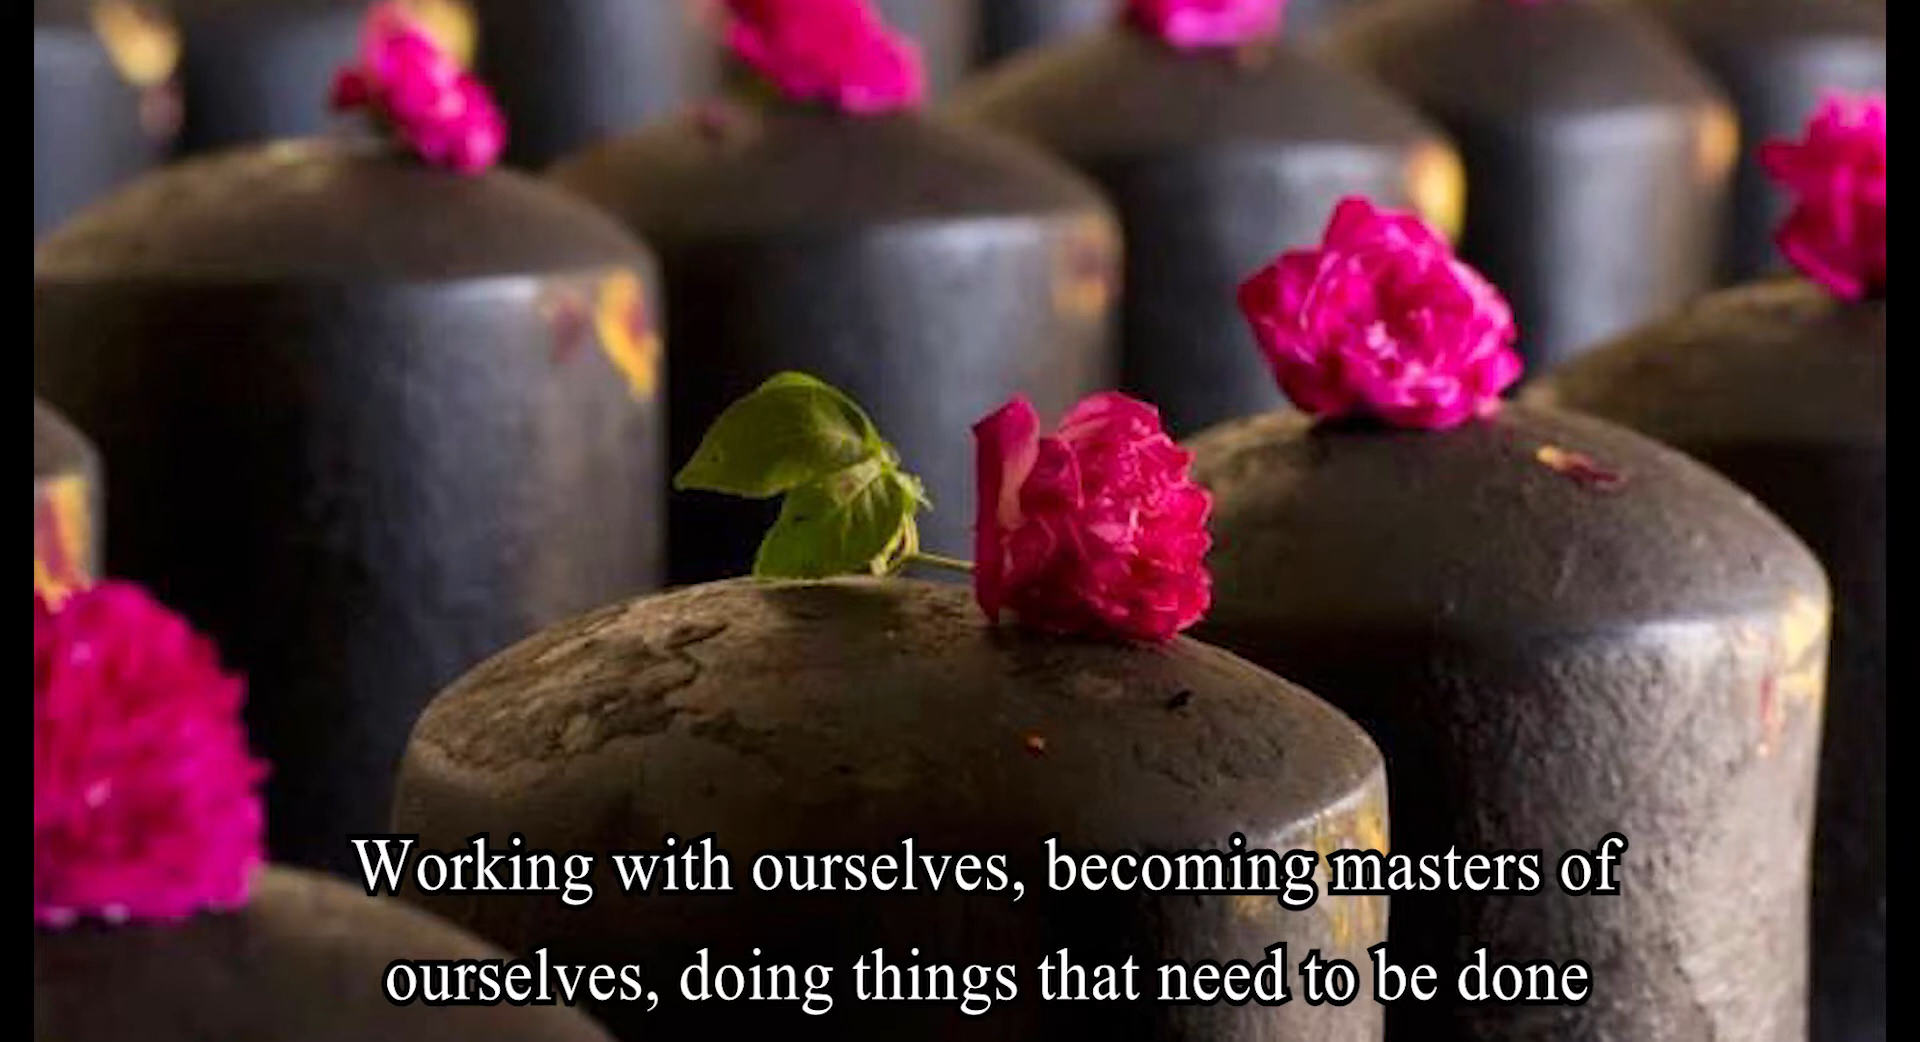 Working with ourselves, becoming masters of
ourselves, doing things that need to be done